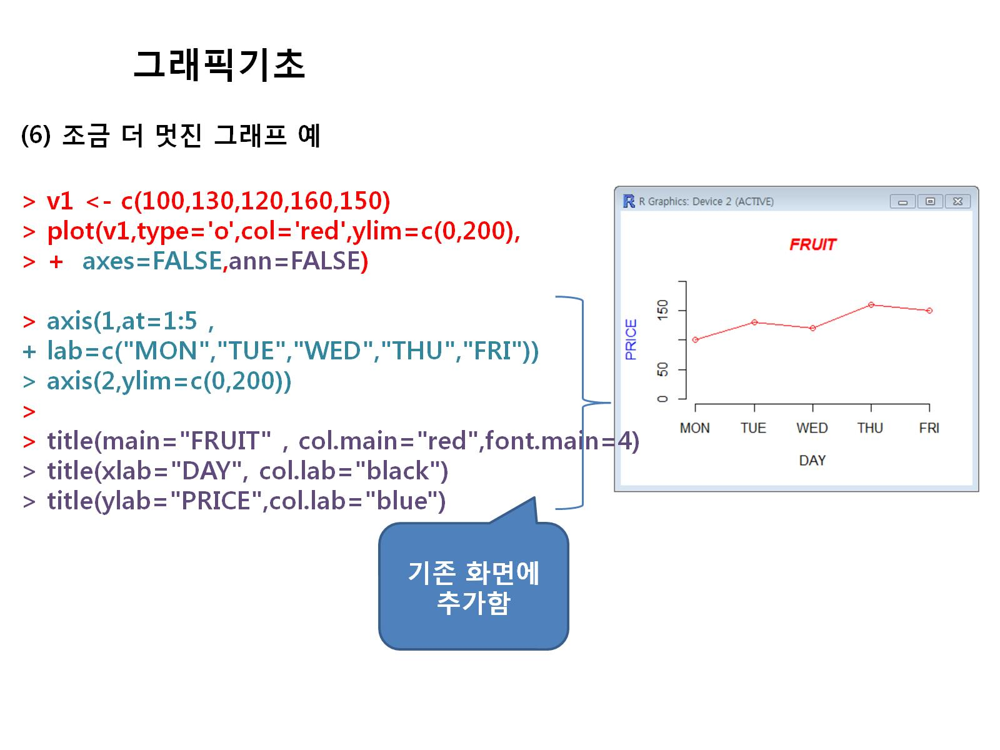 그래픽기초
(6) 조금 더 멋진 그래프 예
> v1 <- c(100,130,120,160,150)
> plot(v1,type='o',col='red',ylim=c(0,200),
> +  axes=FALSE,ann=FALSE)
> axis(1,at=1:5 ,
+ lab=c("MON","TUE","WED","THU","FRI"))
> axis(2,ylim=c(0,200))
>
> title(main="FRUIT" , col.main="red",font.main=4)
> title(xlab="DAY", col.lab="black")
> title(ylab="PRICE",col.lab="blue")
기존 화면에
추가함
R Graphics: Device 2 (ACTIVE)
FRUIT
PRICE
150
50
0
MON TUE WED THU FRI
DAY